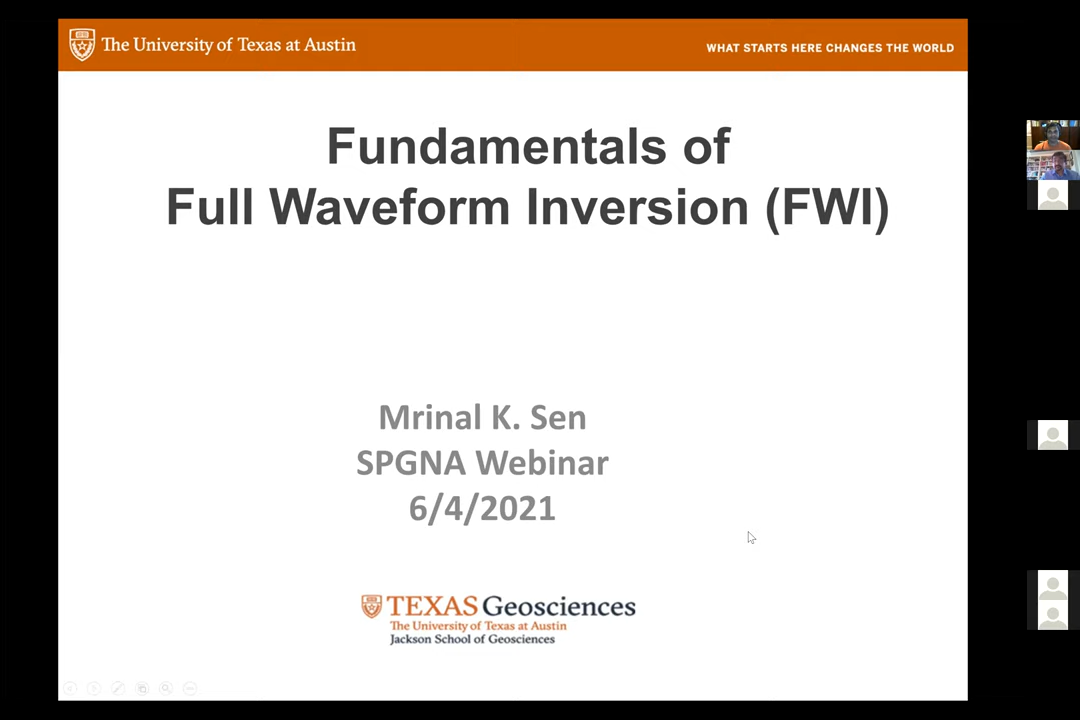 The University of Texas at Austin
WHAT STARTS HERE CHANGES THE WORLD
Fundamentals of
Full Waveform Inversion (FWI)
Mrinal K. Sen
SPGNA Webinar
6/4/2021
TEXAS Geosciences
The University of Texas at Austin
Jackson School of Geosciences